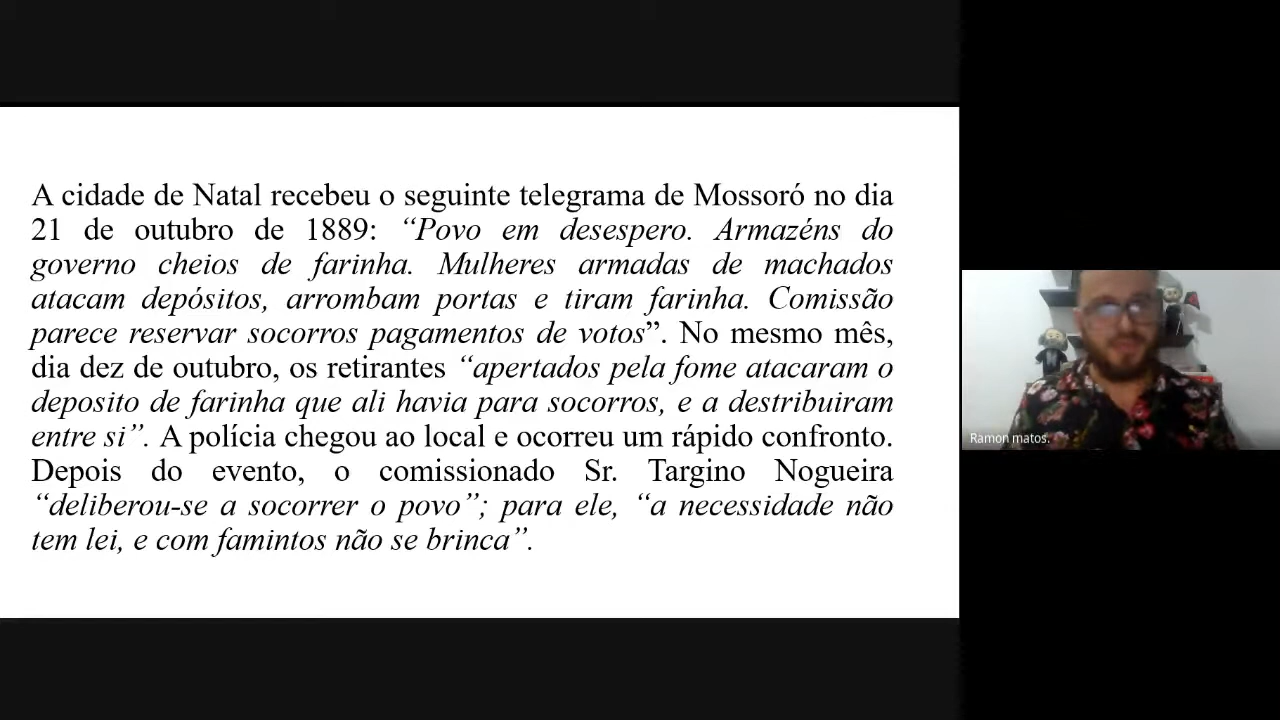 A cidade de Natal recebeu o seguinte telegrama de Mossoró no dia
21 de outubro de 1889: “Povo em desespero. Armazéns do
governo cheios de farinha. Mulheres armadas de machados
atacam depósitos, arrombam portas e tiram farinha. Comissão
parece reservar socorros pagamentos de votos”. No mesmo mês,
dia dez de outubro, os retirantes “apertados pela fome atacaram o
deposito de farinha que ali havia para socorros, e a destribuiram
entre si”. A polícia chegou ao local e ocorreu um rápido confronto.
Depois do evento, o comissionado Sr. Targino Nogueira
“deliberou-se a socorrer o povo”; para ele, “a necessidade não
tem lei, e com famintos não se brinca”.
Ramon matos.